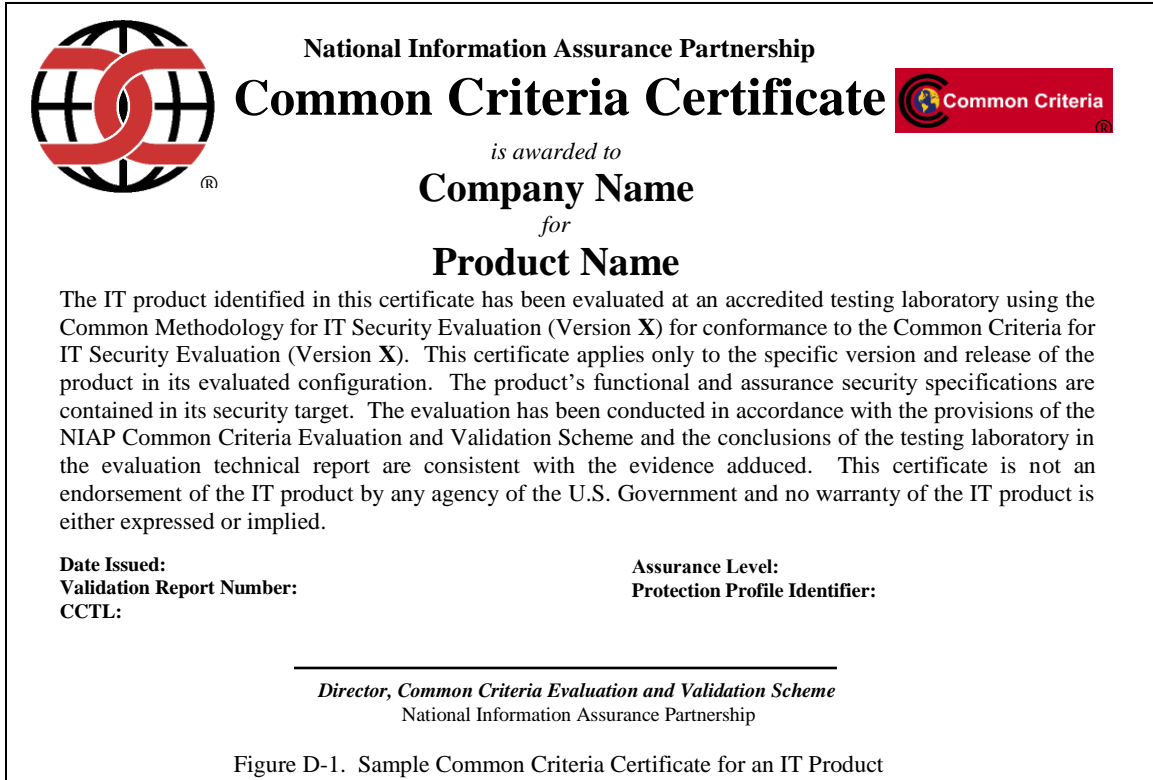 National Information Assurance Partnership
Common Criteria Certificate
Common Criteria
®
®
is awarded to
Company Name
for
Product Name
The IT product identified in this certificate has been evaluated at an accredited testing laboratory using the
Common Methodology for IT Security Evaluation (Version X) for conformance to the Common Criteria for
IT Security Evaluation (Version X).  This certificate applies only to the specific version and release of the
product in its evaluated configuration.  The product’s functional and assurance security specifications are
contained in its security target.  The evaluation has been conducted in accordance with the provisions of the
NIAP Common Criteria Evaluation and Validation Scheme and the conclusions of the testing laboratory in
the evaluation technical report are consistent with the evidence adduced.  This certificate is not an
endorsement of the IT product by any agency of the U.S. Government and no warranty of the IT product is
either expressed or implied.
Date Issued:
Validation Report Number:
CCTL:
Assurance Level:
Protection Profile Identifier:
Director, Common Criteria Evaluation and Validation Scheme
National Information Assurance Partnership
Figure D-1.  Sample Common Criteria Certificate for an IT Product